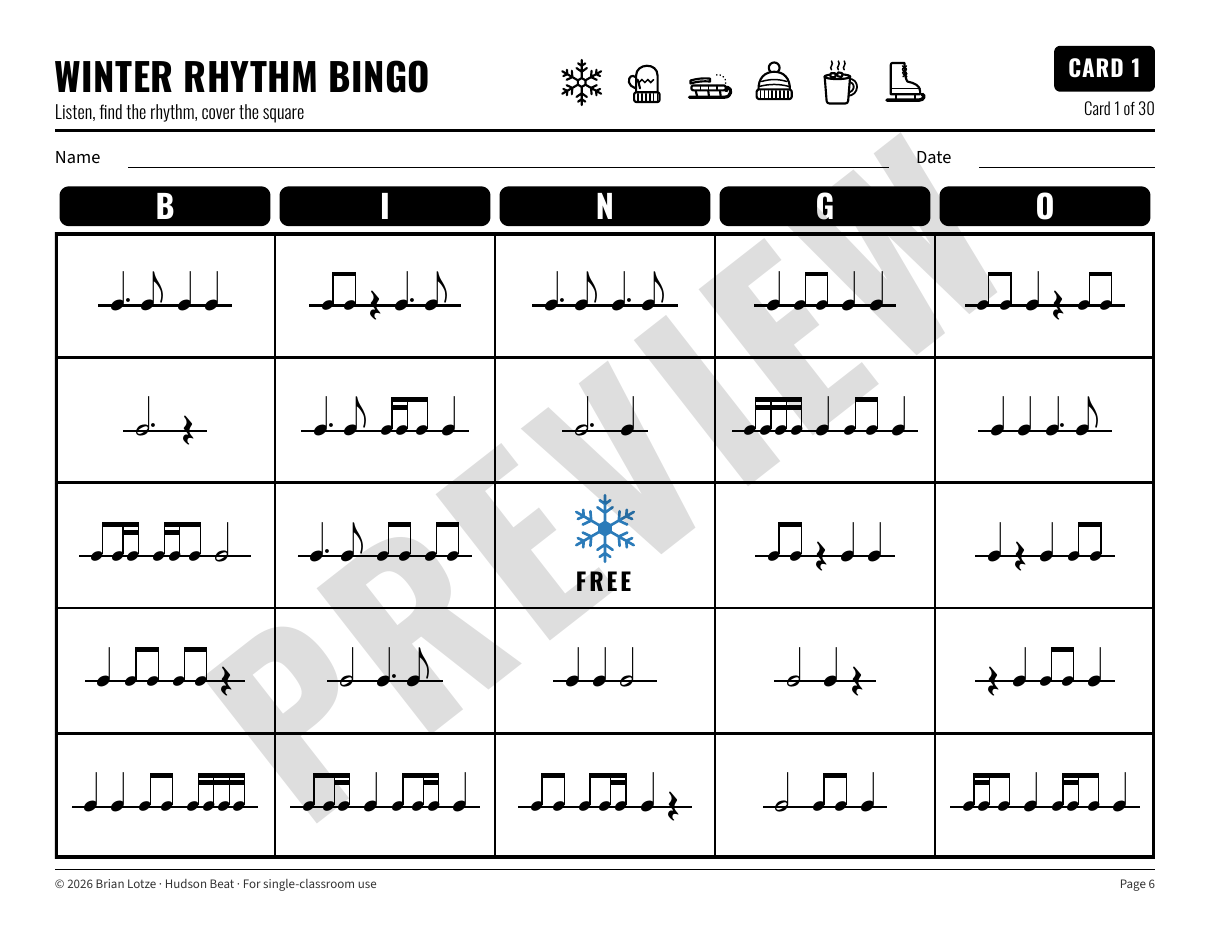 WINTER RHYTHM BINGO
CARD 1
Listen, find the rhythm, cover the square
Card 1 of 30
Name
Date
B I N G O
FREE
PREVIEW
© 2026 Brian Lotze · Hudson Beat · For single-classroom use
Page 6